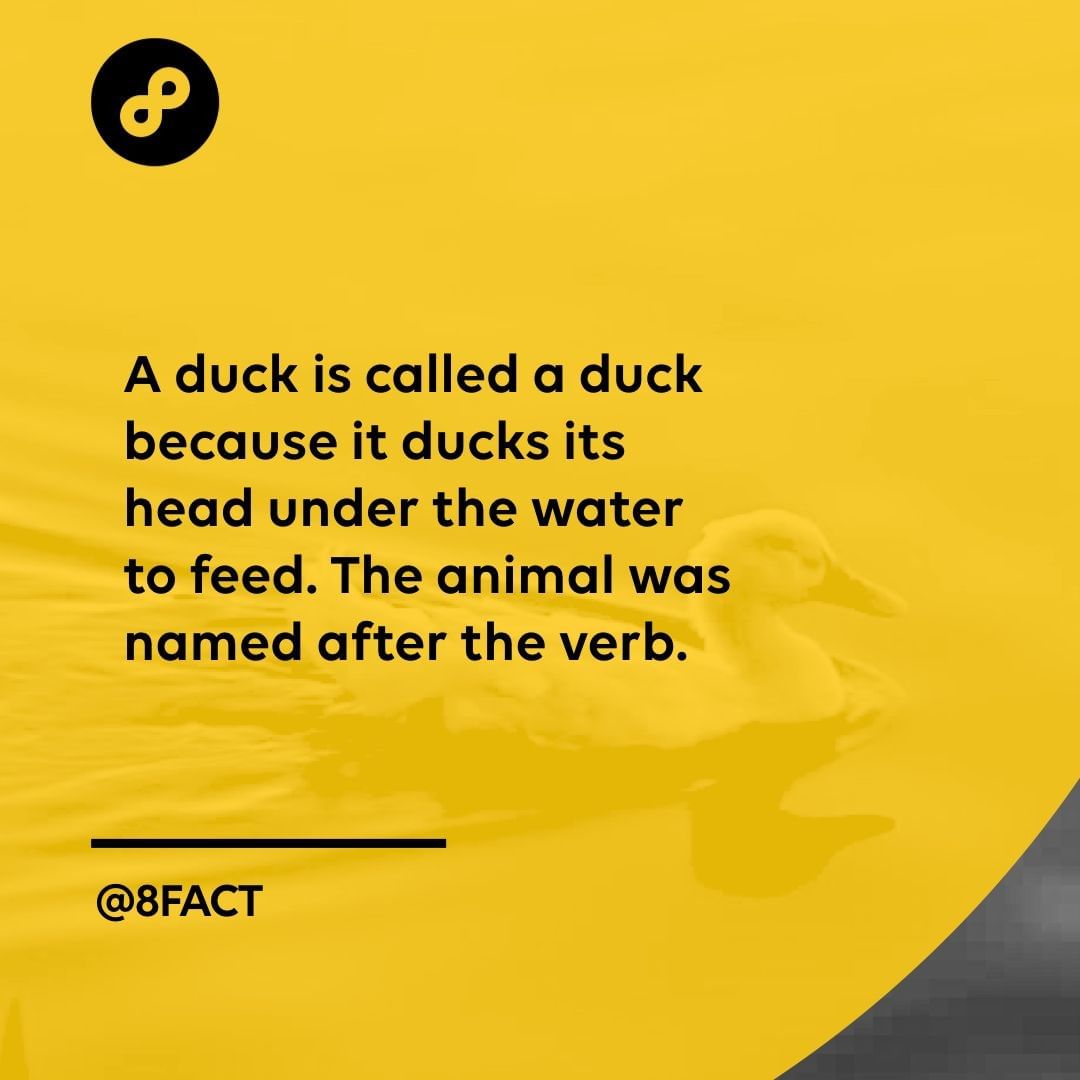 A duck is called a duck
because it ducks its
head under the water
to feed. The animal was
named after the verb.
@8FACT